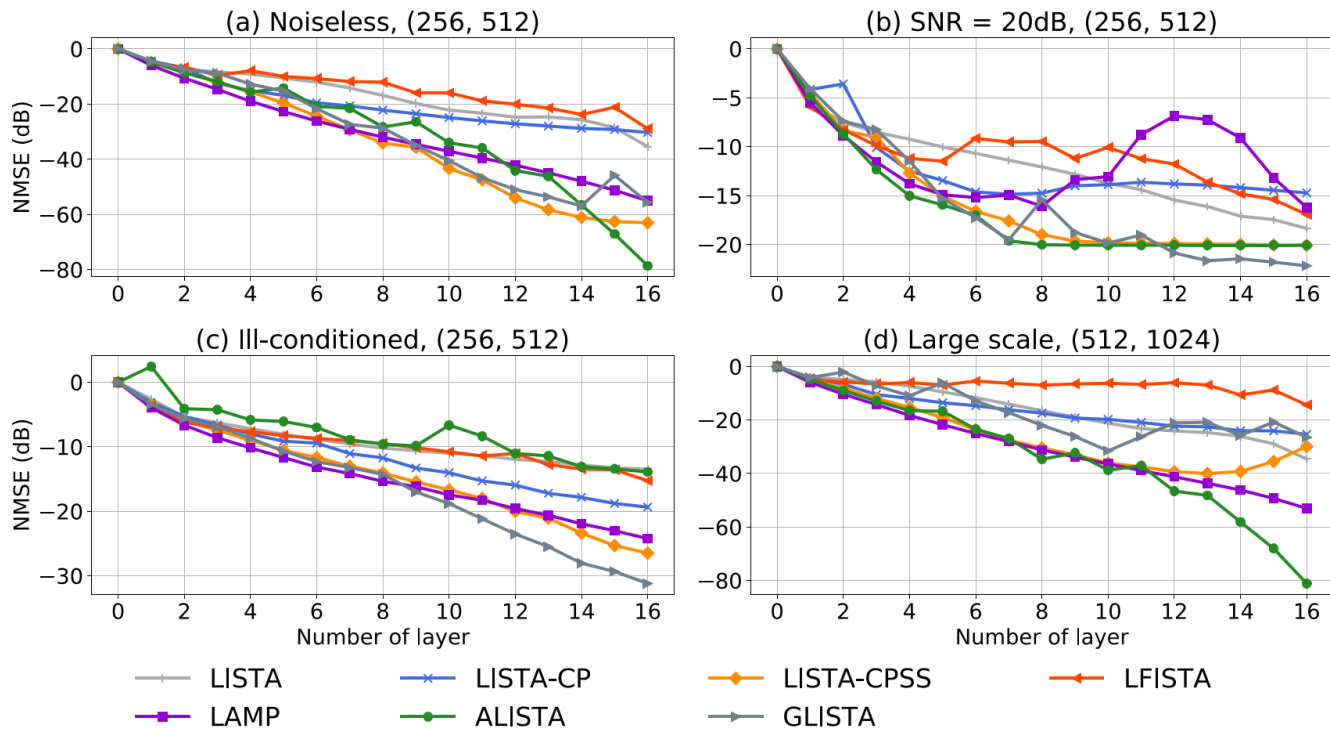 (a) Noiseless, (256, 512)
0
−20
−40
−60
−80
NMSE (dB)
0 2 4 6 8 10 12 14 16
(b) SNR = 20dB, (256, 512)
0
−5
−10
−15
−20
0 2 4 6 8 10 12 14 16
(c) Ill-conditioned, (256, 512)
0
−10
−20
−30
NMSE (dB)
0 2 4 6 8 10 12 14 16
Number of layer
(d) Large scale, (512, 1024)
0
−20
−40
−60
−80
0 2 4 6 8 10 12 14 16
Number of layer
LISTA LISTA-CP LISTA-CPSS LFISTA
LAMP ALISTA GLISTA